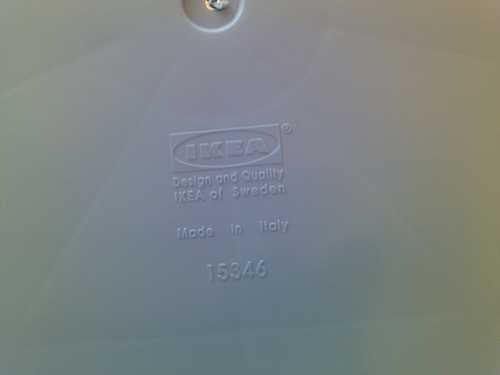 IKEA®
Design and Quality
IKEA of Sweden
Made in Italy
15346